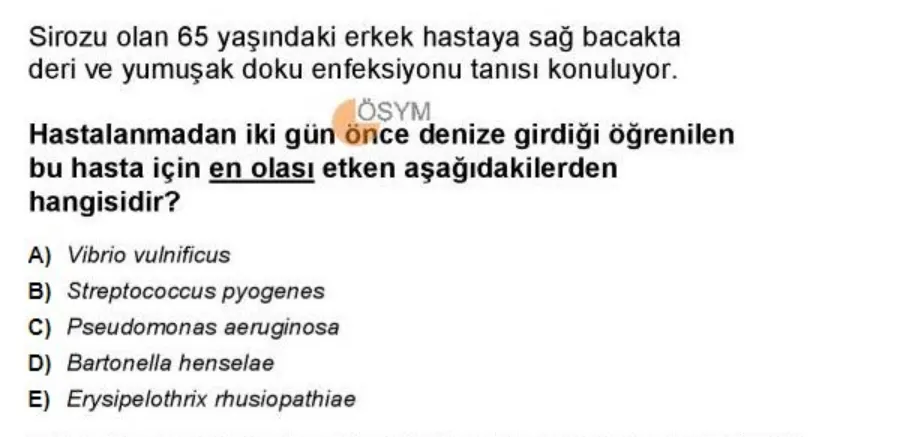 Sirozu olan 65 yaşındaki erkek hastaya sağ bacakta
deri ve yumuşak doku enfeksiyonu tanısı konuluyor.
ÖSYM
Hastalanmadan iki gün önce denize girdiği öğrenilen
bu hasta için en olası etken aşağıdakilerden
hangisidir?
A) Vibrio vulnificus
B) Streptococcus pyogenes
C) Pseudomonas aeruginosa
D) Bartonella henselae
E) Erysipelothrix rhusiopathiae